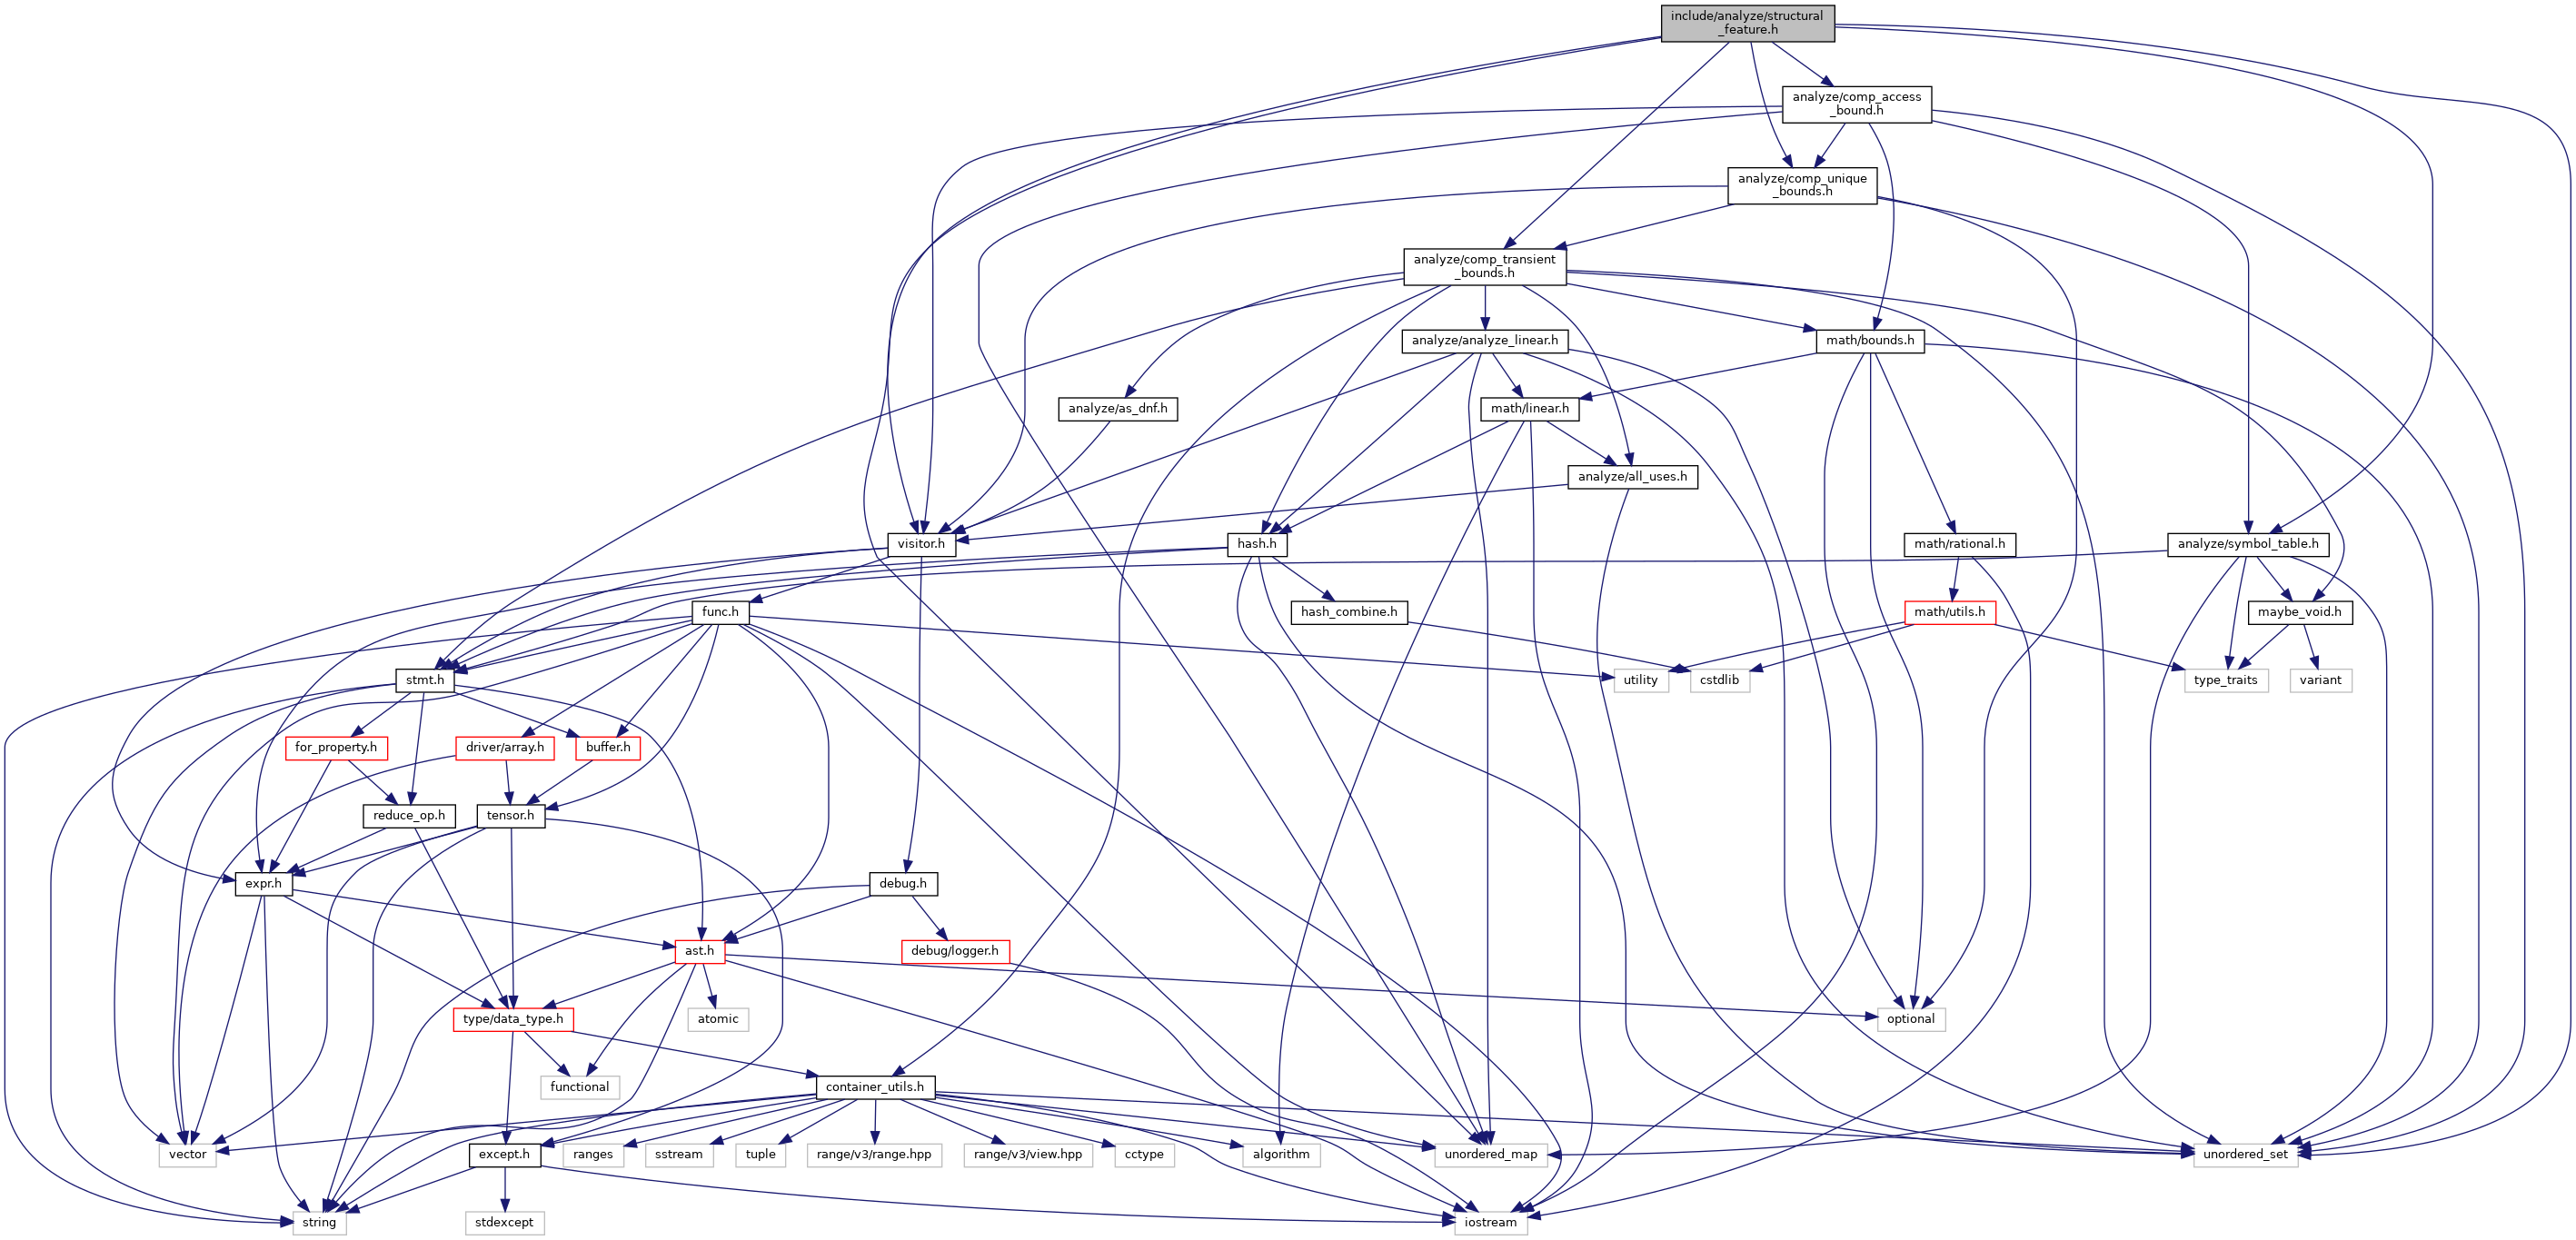 include/analyze/structural
_feature.h
analyze/comp_access
_bound.h
analyze/comp_unique
_bounds.h
analyze/comp_transient
_bounds.h
analyze/analyze_linear.h
math/bounds.h
analyze/as_dnf.h
math/linear.h
analyze/all_uses.h
visitor.h
hash.h
math/rational.h
analyze/symbol_table.h
func.h
hash_combine.h
math/utils.h
maybe_void.h
stmt.h
utility
cstdlib
type_traits
variant
for_property.h
driver/array.h
buffer.h
reduce_op.h
tensor.h
expr.h
debug.h
ast.h
debug/logger.h
type/data_type.h
atomic
optional
functional
container_utils.h
vector
except.h
ranges
sstream
tuple
range/v3/range.hpp
range/v3/view.hpp
cctype
algorithm
unordered_map
unordered_set
string
stdexcept
iostream